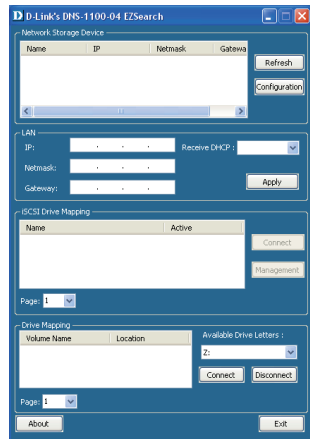 D-Link's DNS-1100-04 EZSearch
Network Storage Device
Name IP Netmask Gatewa
Refresh
Configuration
LAN
IP: . . . Receive DHCP :
Netmask: . . .
Gateway: . . .
Apply
iSCSI Drive Mapping
Name Active
Connect
Management
Page: 1
Drive Mapping
Volume Name Location
Available Drive Letters :
Z:
Connect Disconnect
Page: 1
About Exit